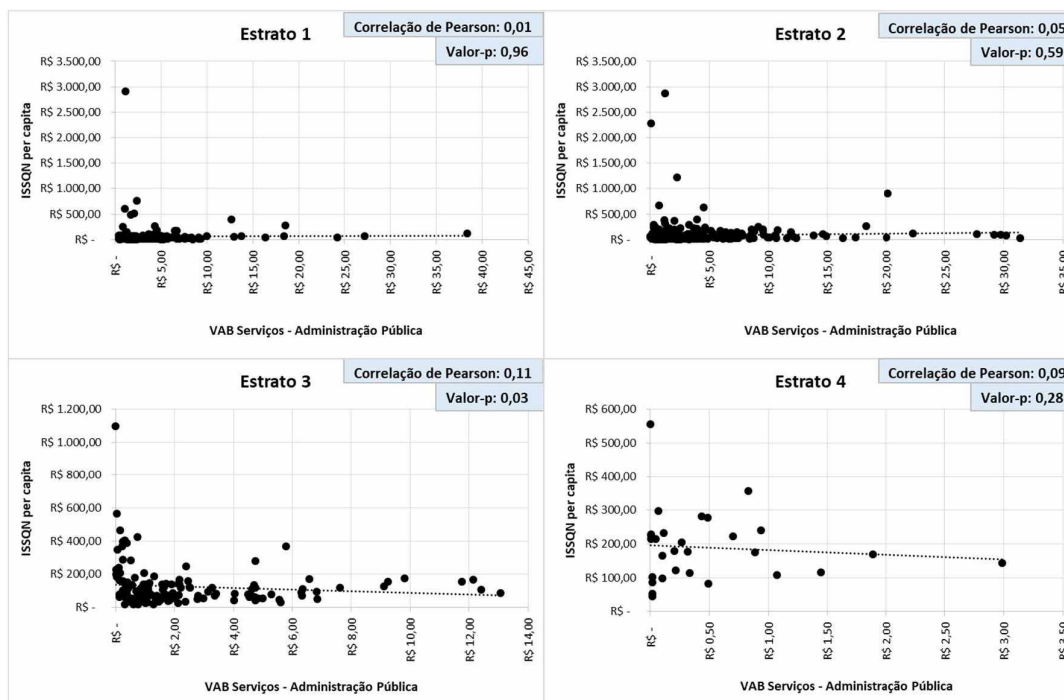 Estrato 1
Correlação de Pearson: 0,01
Valor-p: 0,96
ISSQN per capita
R$ 3.500,00
R$ 3.000,00
R$ 2.500,00
R$ 2.000,00
R$ 1.500,00
R$ 1.000,00
R$ 500,00
R$ -
R$ -
R$ 5,00
R$ 10,00
R$ 15,00
R$ 20,00
R$ 25,00
R$ 30,00
R$ 35,00
R$ 40,00
R$ 45,00
VAB Serviços - Administração Pública
Estrato 2
Correlação de Pearson: 0,05
Valor-p: 0,59
ISSQN per capita
R$ 3.500,00
R$ 3.000,00
R$ 2.500,00
R$ 2.000,00
R$ 1.500,00
R$ 1.000,00
R$ 500,00
R$ -
R$ -
R$ 5,00
R$ 10,00
R$ 15,00
R$ 20,00
R$ 25,00
R$ 30,00
R$ 35,00
VAB Serviços - Administração Pública
Estrato 3
Correlação de Pearson: 0,11
Valor-p: 0,03
ISSQN per capita
R$ 1.200,00
R$ 1.000,00
R$ 800,00
R$ 600,00
R$ 400,00
R$ 200,00
R$ -
R$ -
R$ 2,00
R$ 4,00
R$ 6,00
R$ 8,00
R$ 10,00
R$ 12,00
R$ 14,00
VAB Serviços - Administração Pública
Estrato 4
Correlação de Pearson: 0,09
Valor-p: 0,28
ISSQN per capita
R$ 600,00
R$ 500,00
R$ 400,00
R$ 300,00
R$ 200,00
R$ 100,00
R$ -
R$ -
R$ 0,50
R$ 1,00
R$ 1,50
R$ 2,00
R$ 2,50
R$ 3,00
R$ 3,50
VAB Serviços - Administração Pública